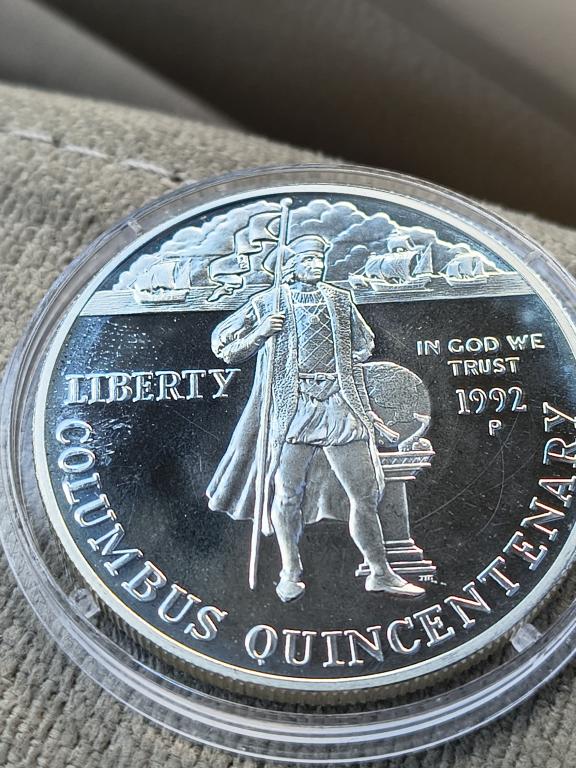 LIBERTY
IN GOD WE
TRUST
1992
P
COLUMBUS QUINCENTENARY